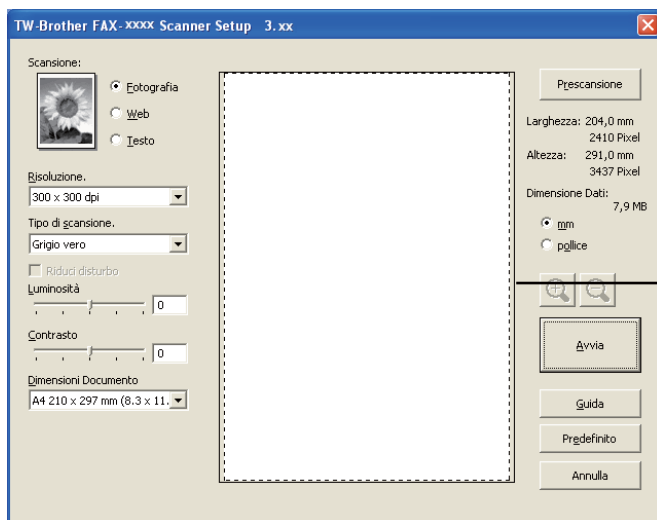 TW-Brother FAX-xxxx Scanner Setup 3.xx
Scansione:
Fotografia
Web
Testo
Risoluzione.
300 x 300 dpi
Tipo di scansione.
Grigio vero
Riduci disturbo
Luminosità
0
Contrasto
0
Dimensioni Documento
A4 210 x 297 mm (8.3 x 11.
Prescansione
Larghezza: 204,0 mm
2410 Pixel
Altezza: 291,0 mm
3437 Pixel
Dimensione Dati:
7,9 MB
mm
pollice
Avvia
Guida
Predefinito
Annulla